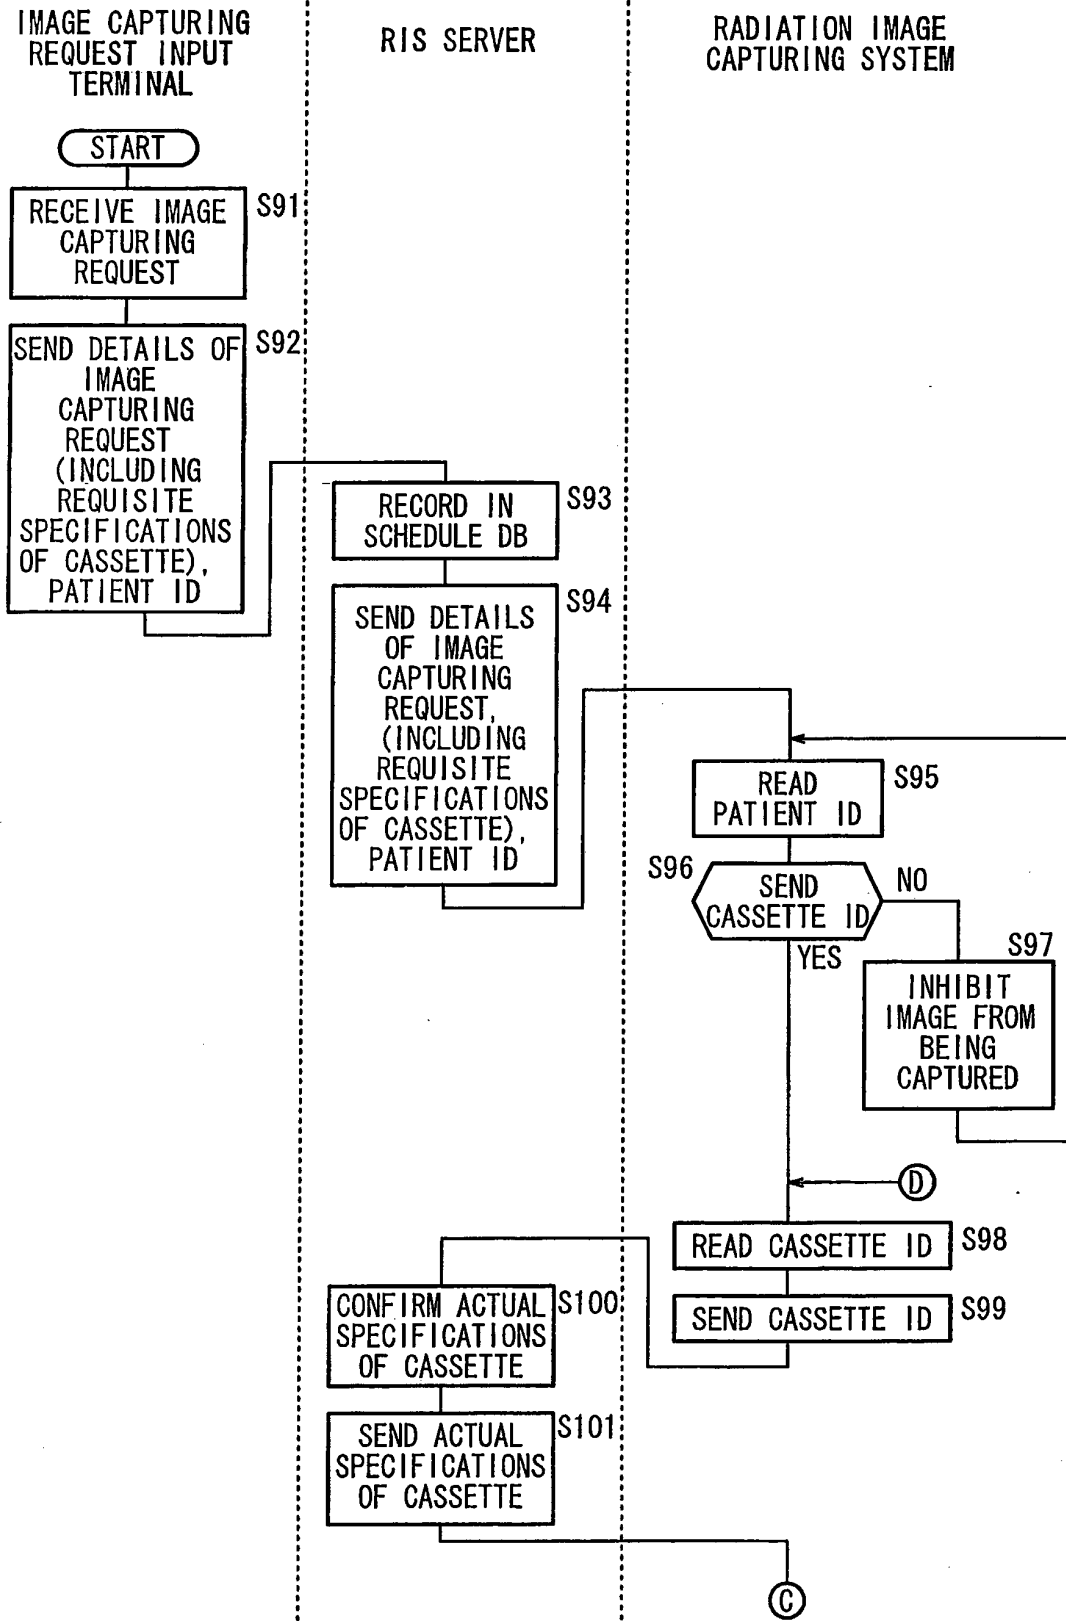 IMAGE CAPTURING
REQUEST INPUT
TERMINAL
RIS SERVER
RADIATION IMAGE
CAPTURING SYSTEM
START
RECEIVE IMAGE
CAPTURING
REQUEST
S91
SEND DETAILS OF
IMAGE
CAPTURING
REQUEST
(INCLUDING
REQUISITE
SPECIFICATIONS
OF CASSETTE),
PATIENT ID
S92
RECORD IN
SCHEDULE DB
S93
SEND DETAILS
OF IMAGE
CAPTURING
REQUEST,
(INCLUDING
REQUISITE
SPECIFICATIONS
OF CASSETTE),
PATIENT ID
S94
READ
PATIENT ID
S95
S96
SEND
CASSETTE ID
NO
YES
S97
INHIBIT
IMAGE FROM
BEING
CAPTURED
D
READ CASSETTE ID
S98
SEND CASSETTE ID
S99
CONFIRM ACTUAL
SPECIFICATIONS
OF CASSETTE
S100
SEND ACTUAL
SPECIFICATIONS
OF CASSETTE
S101
C